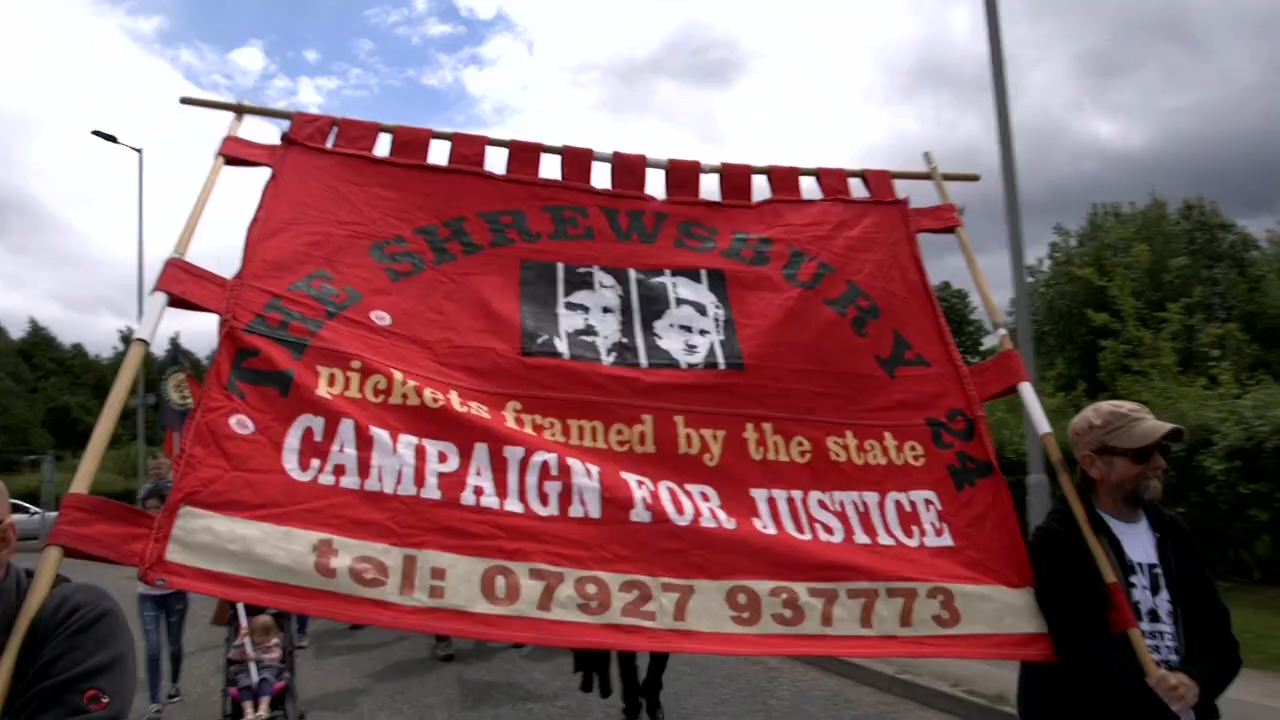 THE SHREWSBURY 24
pickets framed by the state
CAMPAIGN FOR JUSTICE
tel: 07927 937773